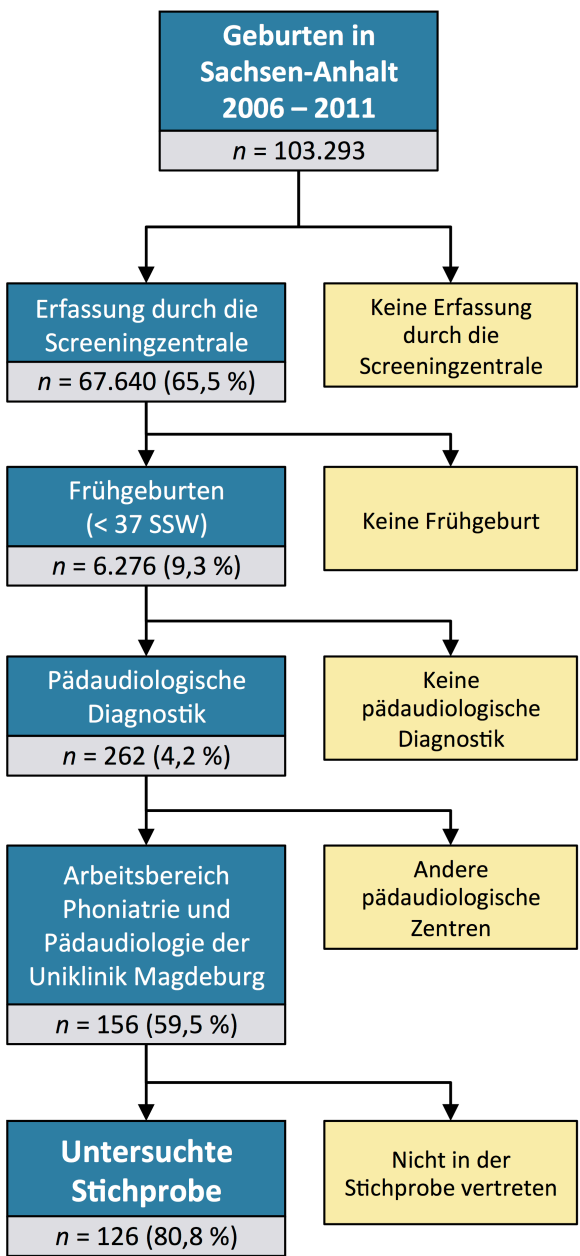 Geburten in
Sachsen-Anhalt
2006 – 2011
n = 103.293
Erfassung durch die
Screeningzentrale
n = 67.640 (65,5 %)
Keine Erfassung
durch die
Screeningzentrale
Frühgeburten
(< 37 SSW)
n = 6.276 (9,3 %)
Keine Frühgeburt
Pädaudiologische
Diagnostik
n = 262 (4,2 %)
Keine
pädaudiologische
Diagnostik
Arbeitsbereich
Phoniatrie und
Pädaudiologie der
Uniklinik Magdeburg
n = 156 (59,5 %)
Andere
pädaudiologische
Zentren
Untersuchte
Stichprobe
n = 126 (80,8 %)
Nicht in der
Stichprobe vertreten